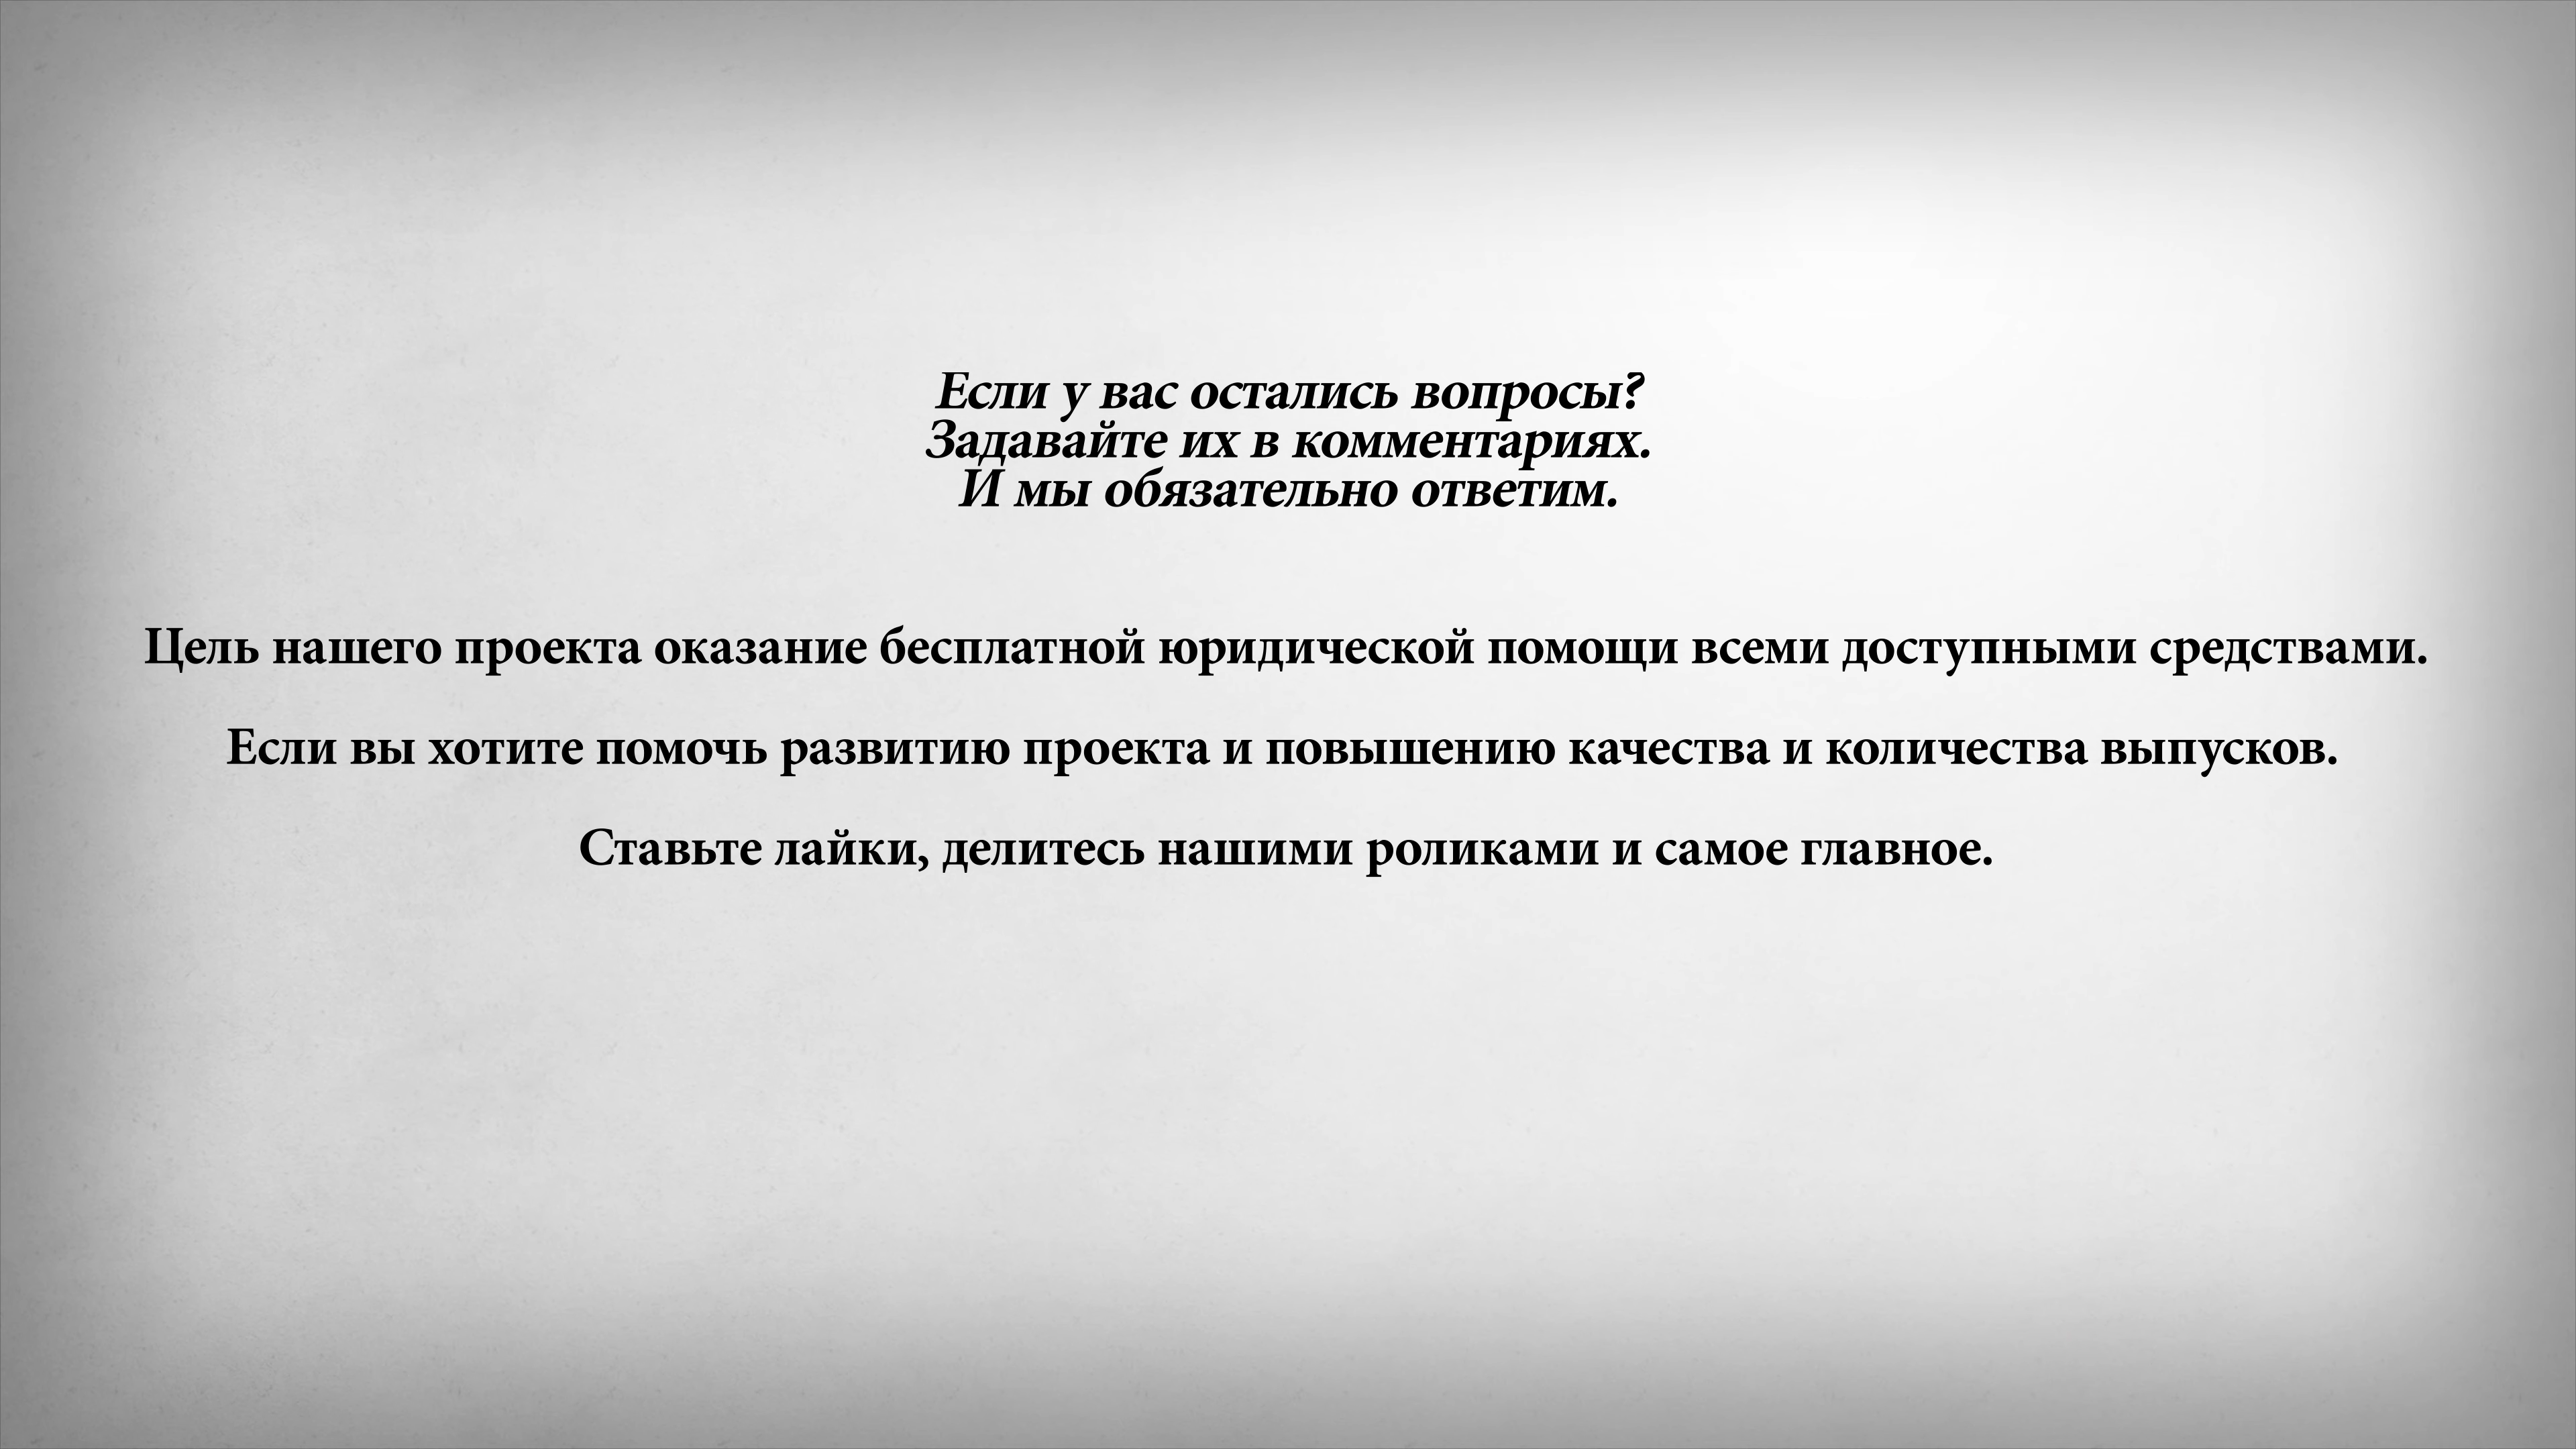 Если у вас остались вопросы?
Задавайте их в комментариях.
И мы обязательно ответим.
Цель нашего проекта оказание бесплатной юридической помощи всеми доступными средствами.
Если вы хотите помочь развитию проекта и повышению качества и количества выпусков.
Ставьте лайки, делитесь нашими роликами и самое главное.